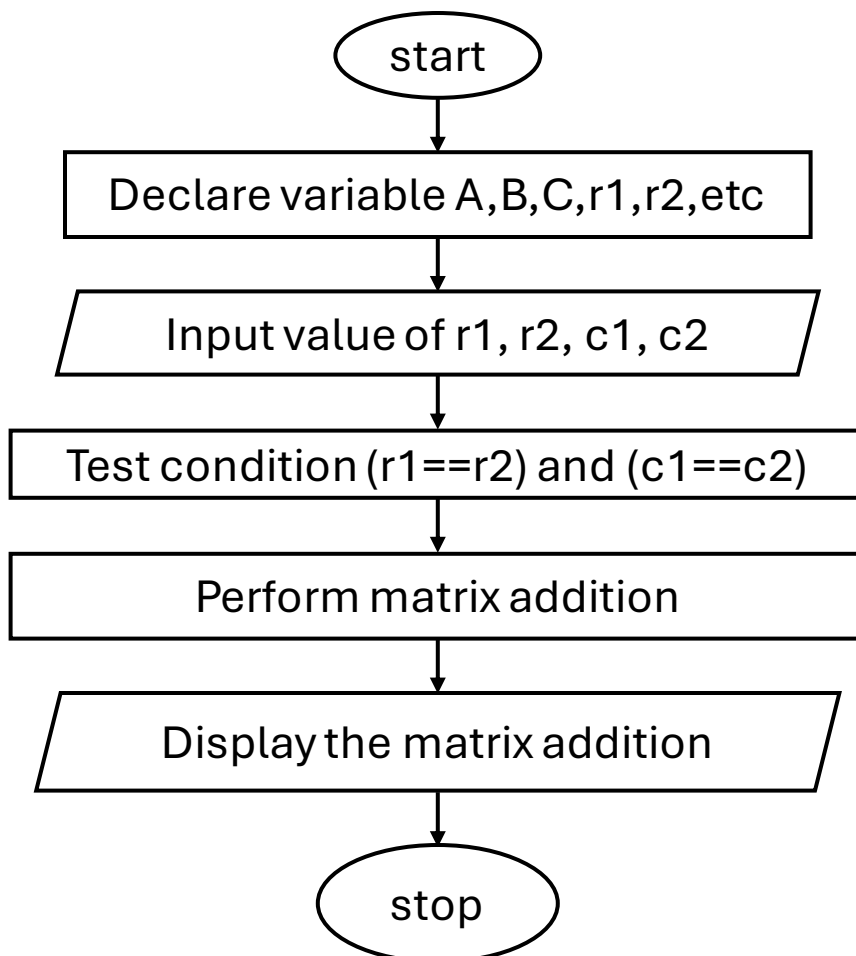 start
Declare variable A,B,C,r1,r2,etc
Input value of r1, r2, c1, c2
Test condition (r1==r2) and (c1==c2)
Perform matrix addition
Display the matrix addition
stop